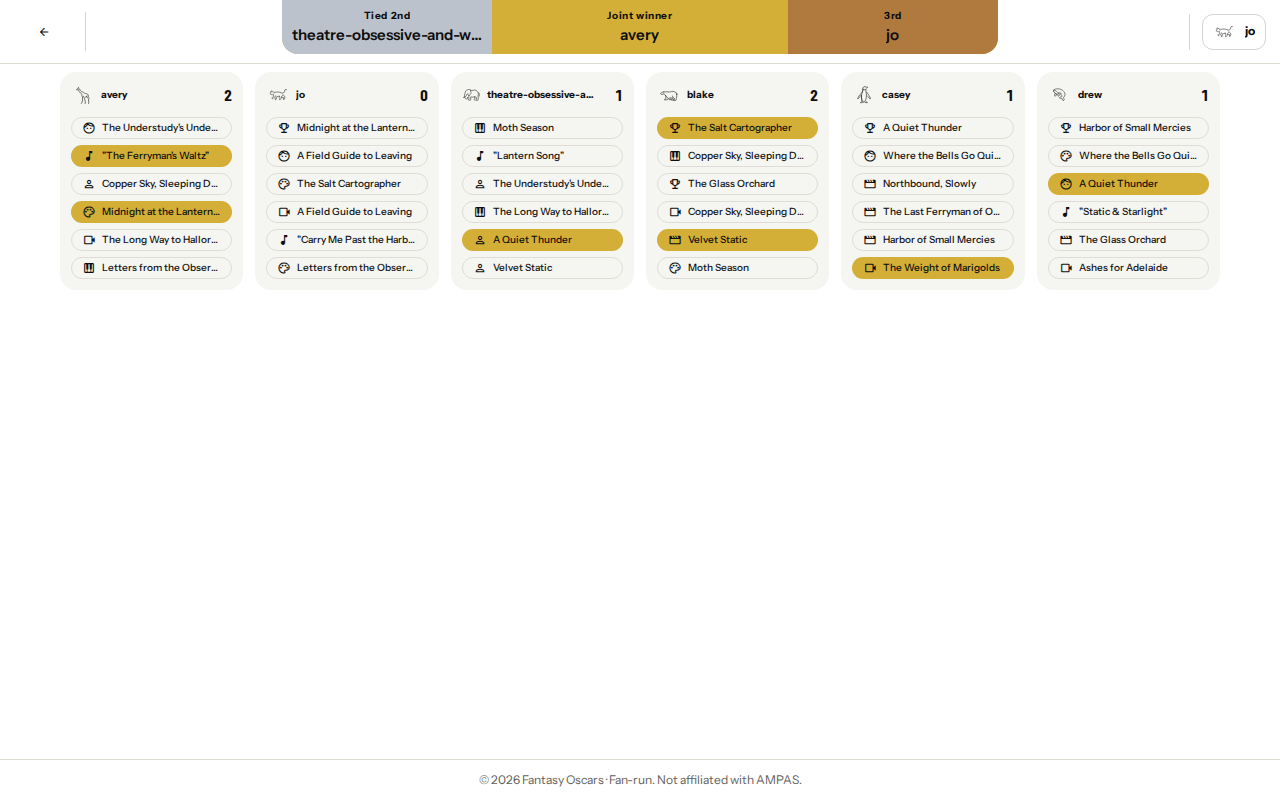 Tied 2nd
theatre-obsessive-and-w...
Joint winner
avery
3rd
jo
jo
avery 2
The Understudy's Unde...
"The Ferryman's Waltz"
Copper Sky, Sleeping D...
Midnight at the Lantern...
The Long Way to Hallor...
Letters from the Obser...
jo 0
Midnight at the Lantern...
A Field Guide to Leaving
The Salt Cartographer
A Field Guide to Leaving
"Carry Me Past the Harb...
Letters from the Obser...
theatre-obsessive-a... 1
Moth Season
"Lantern Song"
The Understudy's Unde...
The Long Way to Hallor...
A Quiet Thunder
Velvet Static
blake 2
The Salt Cartographer
Copper Sky, Sleeping D...
The Glass Orchard
Copper Sky, Sleeping D...
Velvet Static
Moth Season
casey 1
A Quiet Thunder
Where the Bells Go Qui...
Northbound, Slowly
The Last Ferryman of O...
Harbor of Small Mercies
The Weight of Marigolds
drew 1
Harbor of Small Mercies
Where the Bells Go Qui...
A Quiet Thunder
"Static & Starlight"
The Glass Orchard
Ashes for Adelaide
© 2026 Fantasy Oscars · Fan-run. Not affiliated with AMPAS.